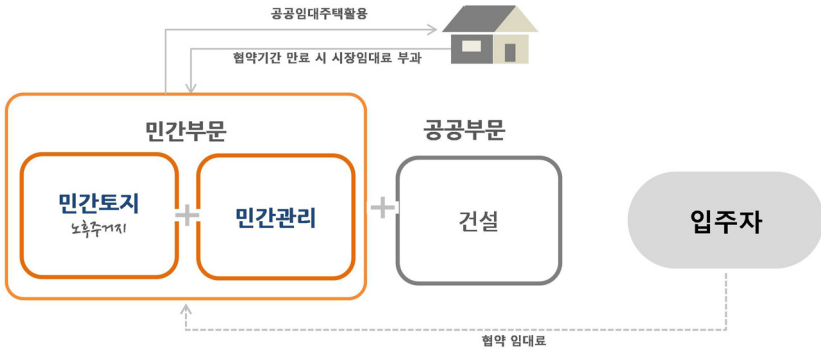 공공임대주택활용
협약기간 만료 시 시장임대료 부과
민간부문
공공부문
민간토지
노후주거지
+
민간관리
+
건설
입주자
협약 임대료